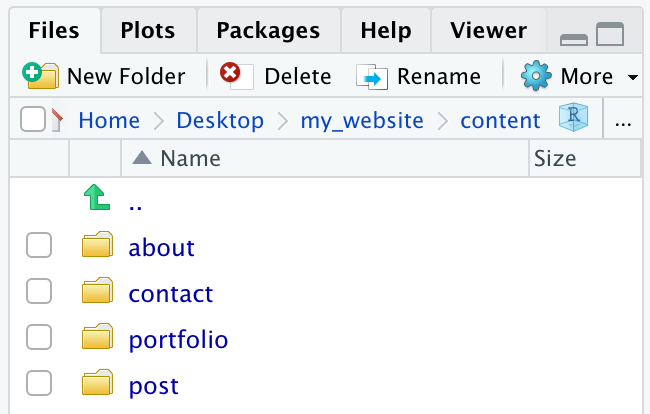 Files Plots Packages Help Viewer
New Folder Delete Rename More
Home Desktop my_website content R ...
Name Size
..
about
contact
portfolio
post